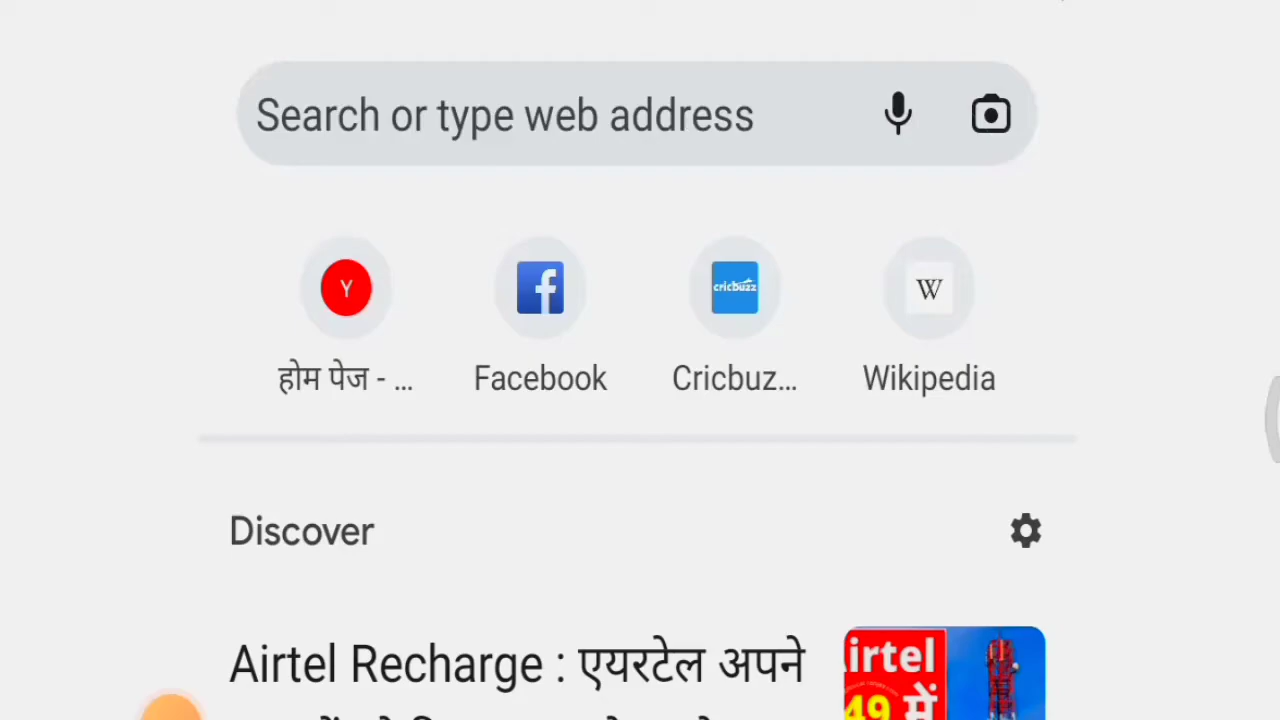 Search or type web address
Y
cricbuzz
W
होम पेज - ...
Facebook
Cricbuz...
Wikipedia
Discover
Airtel Recharge : एयरटेल अपने
irtel
49 में